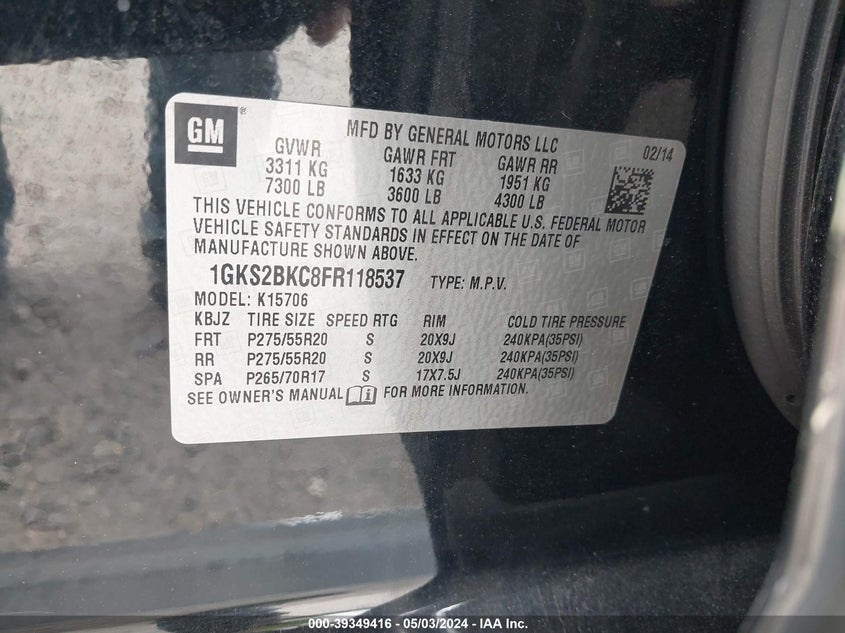 GM ®
MFD BY GENERAL MOTORS LLC
02/14
GVWR GAWR FRT GAWR RR
3311 KG 1633 KG 1951 KG
7300 LB 3600 LB 4300 LB
THIS VEHICLE CONFORMS TO ALL APPLICABLE U.S. FEDERAL MOTOR
VEHICLE SAFETY STANDARDS IN EFFECT ON THE DATE OF
MANUFACTURE SHOWN ABOVE.
1GKS2BKC8FR118537 TYPE: M.P.V.
MODEL: K15706
KBJZ TIRE SIZE SPEED RTG RIM COLD TIRE PRESSURE
FRT P275/55R20 S 20X9J 240KPA(35PSI)
RR P275/55R20 S 20X9J 240KPA(35PSI)
SPA P265/70R17 S 17X7.5J 240KPA(35PSI)
SEE OWNER'S MANUAL i FOR MORE INFORMATION.
000-39349416 - 05/03/2024 - IAA Inc.